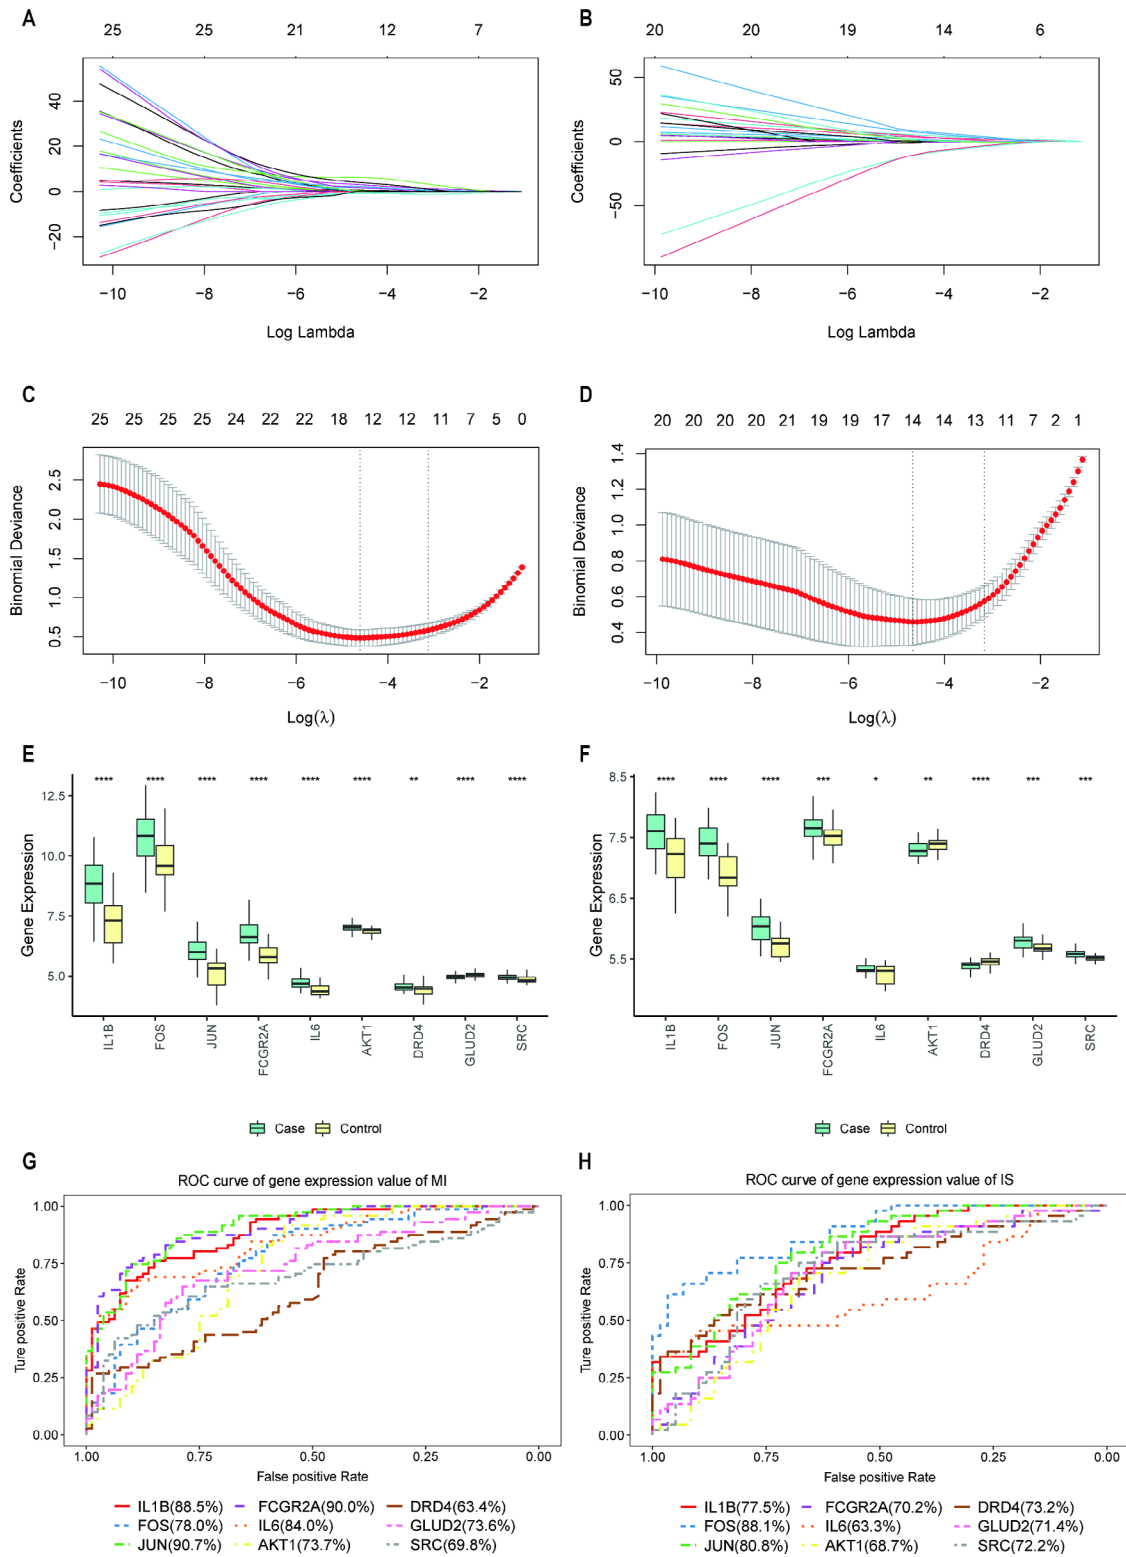 A
25 25 21 12 7
Coefficients
40
20
0
−20
−10 −8 −6 −4 −2
Log Lambda
B
20 20 19 14 6
Coefficients
50
0
−50
−10 −8 −6 −4 −2
Log Lambda
C
25 25 25 25 24 22 22 18 12 12 11 7 5 0
Binomial Deviance
2.5
2.0
1.5
1.0
0.5
−10 −8 −6 −4 −2
Log(λ)
D
20 20 20 20 21 19 19 17 14 14 13 11 7 2 1
Binomial Deviance
1.4
1.2
1.0
0.8
0.6
0.4
−10 −8 −6 −4 −2
Log(λ)
E
**** **** **** **** **** **** ** **** ****
Gene Expression
12.5
10.0
7.5
5.0
IL1B FOS JUN FCGR2A IL6 AKT1 DRD4 GLUD2 SRC
Case Control
F
**** **** **** *** * ** **** *** ***
Gene Expression
8.5
7.5
6.5
5.5
IL1B FOS JUN FCGR2A IL6 AKT1 DRD4 GLUD2 SRC
Case Control
G
ROC curve of gene expression value of MI
Ture positive Rate
1.00
0.75
0.50
0.25
0.00
1.00 0.75 0.50 0.25 0.00
False positive Rate
IL1B(88.5%) FCGR2A(90.0%) DRD4(63.4%)
FOS(78.0%) IL6(84.0%) GLUD2(73.6%)
JUN(90.7%) AKT1(73.7%) SRC(69.8%)
H
ROC curve of gene expression value of IS
Ture positive Rate
1.00
0.75
0.50
0.25
0.00
1.00 0.75 0.50 0.25 0.00
False positive Rate
IL1B(77.5%) FCGR2A(70.2%) DRD4(73.2%)
FOS(88.1%) IL6(63.3%) GLUD2(71.4%)
JUN(80.8%) AKT1(68.7%) SRC(72.2%)